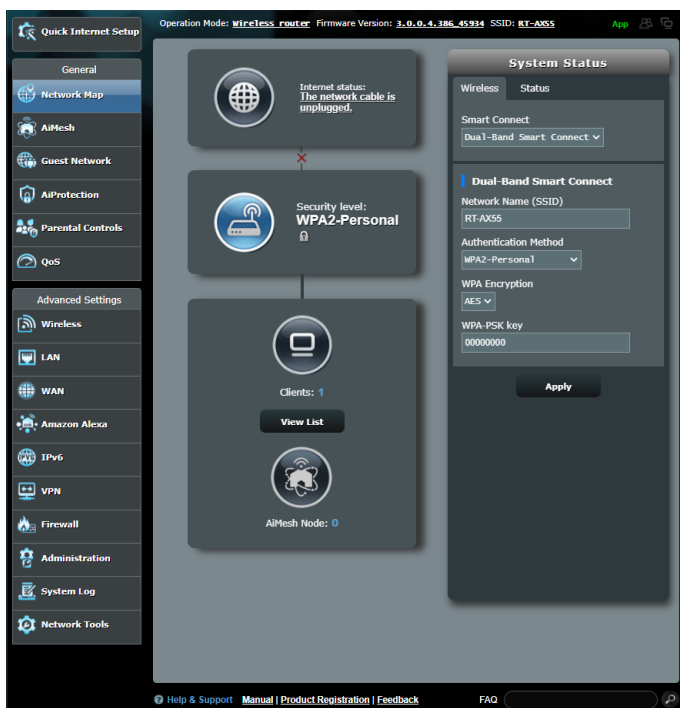 Quick Internet Setup
Operation Mode: Wireless router Firmware Version: 3.0.0.4.386_45934 SSID: RT-AX55
App
General
Network Map
AiMesh
Guest Network
AiProtection
Parental Controls
QoS
Advanced Settings
Wireless
LAN
WAN
Amazon Alexa
IPv6
VPN
Firewall
Administration
System Log
Network Tools
Internet status:
The network cable is
unplugged.
Security level:
WPA2-Personal
Clients: 1
View List
AiMesh Node: 0
System Status
Wireless Status
Smart Connect
Dual-Band Smart Connect
Dual-Band Smart Connect
Network Name (SSID)
RT-AX55
Authentication Method
WPA2-Personal
WPA Encryption
AES
WPA-PSK key
00000000
Apply
Help & Support Manual | Product Registration | Feedback FAQ